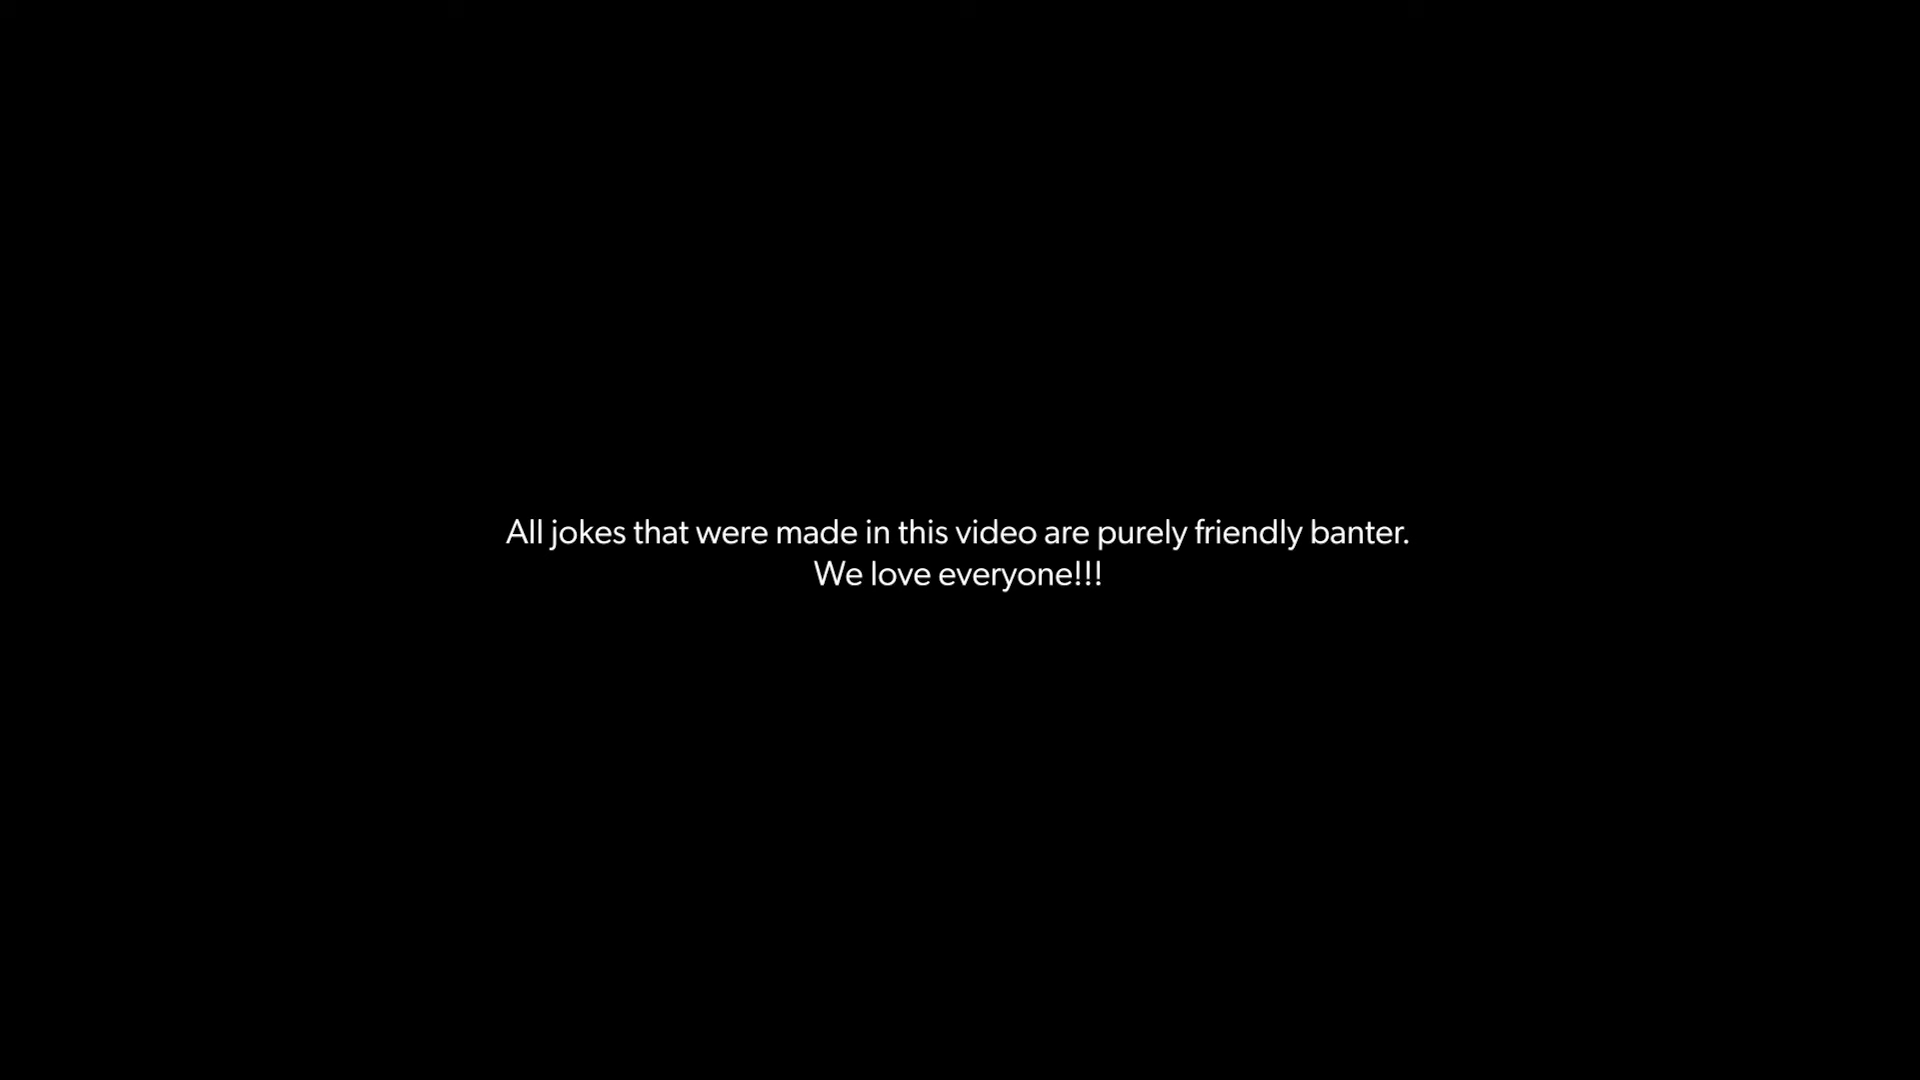 All jokes that were made in this video are purely friendly banter.
We love everyone!!!